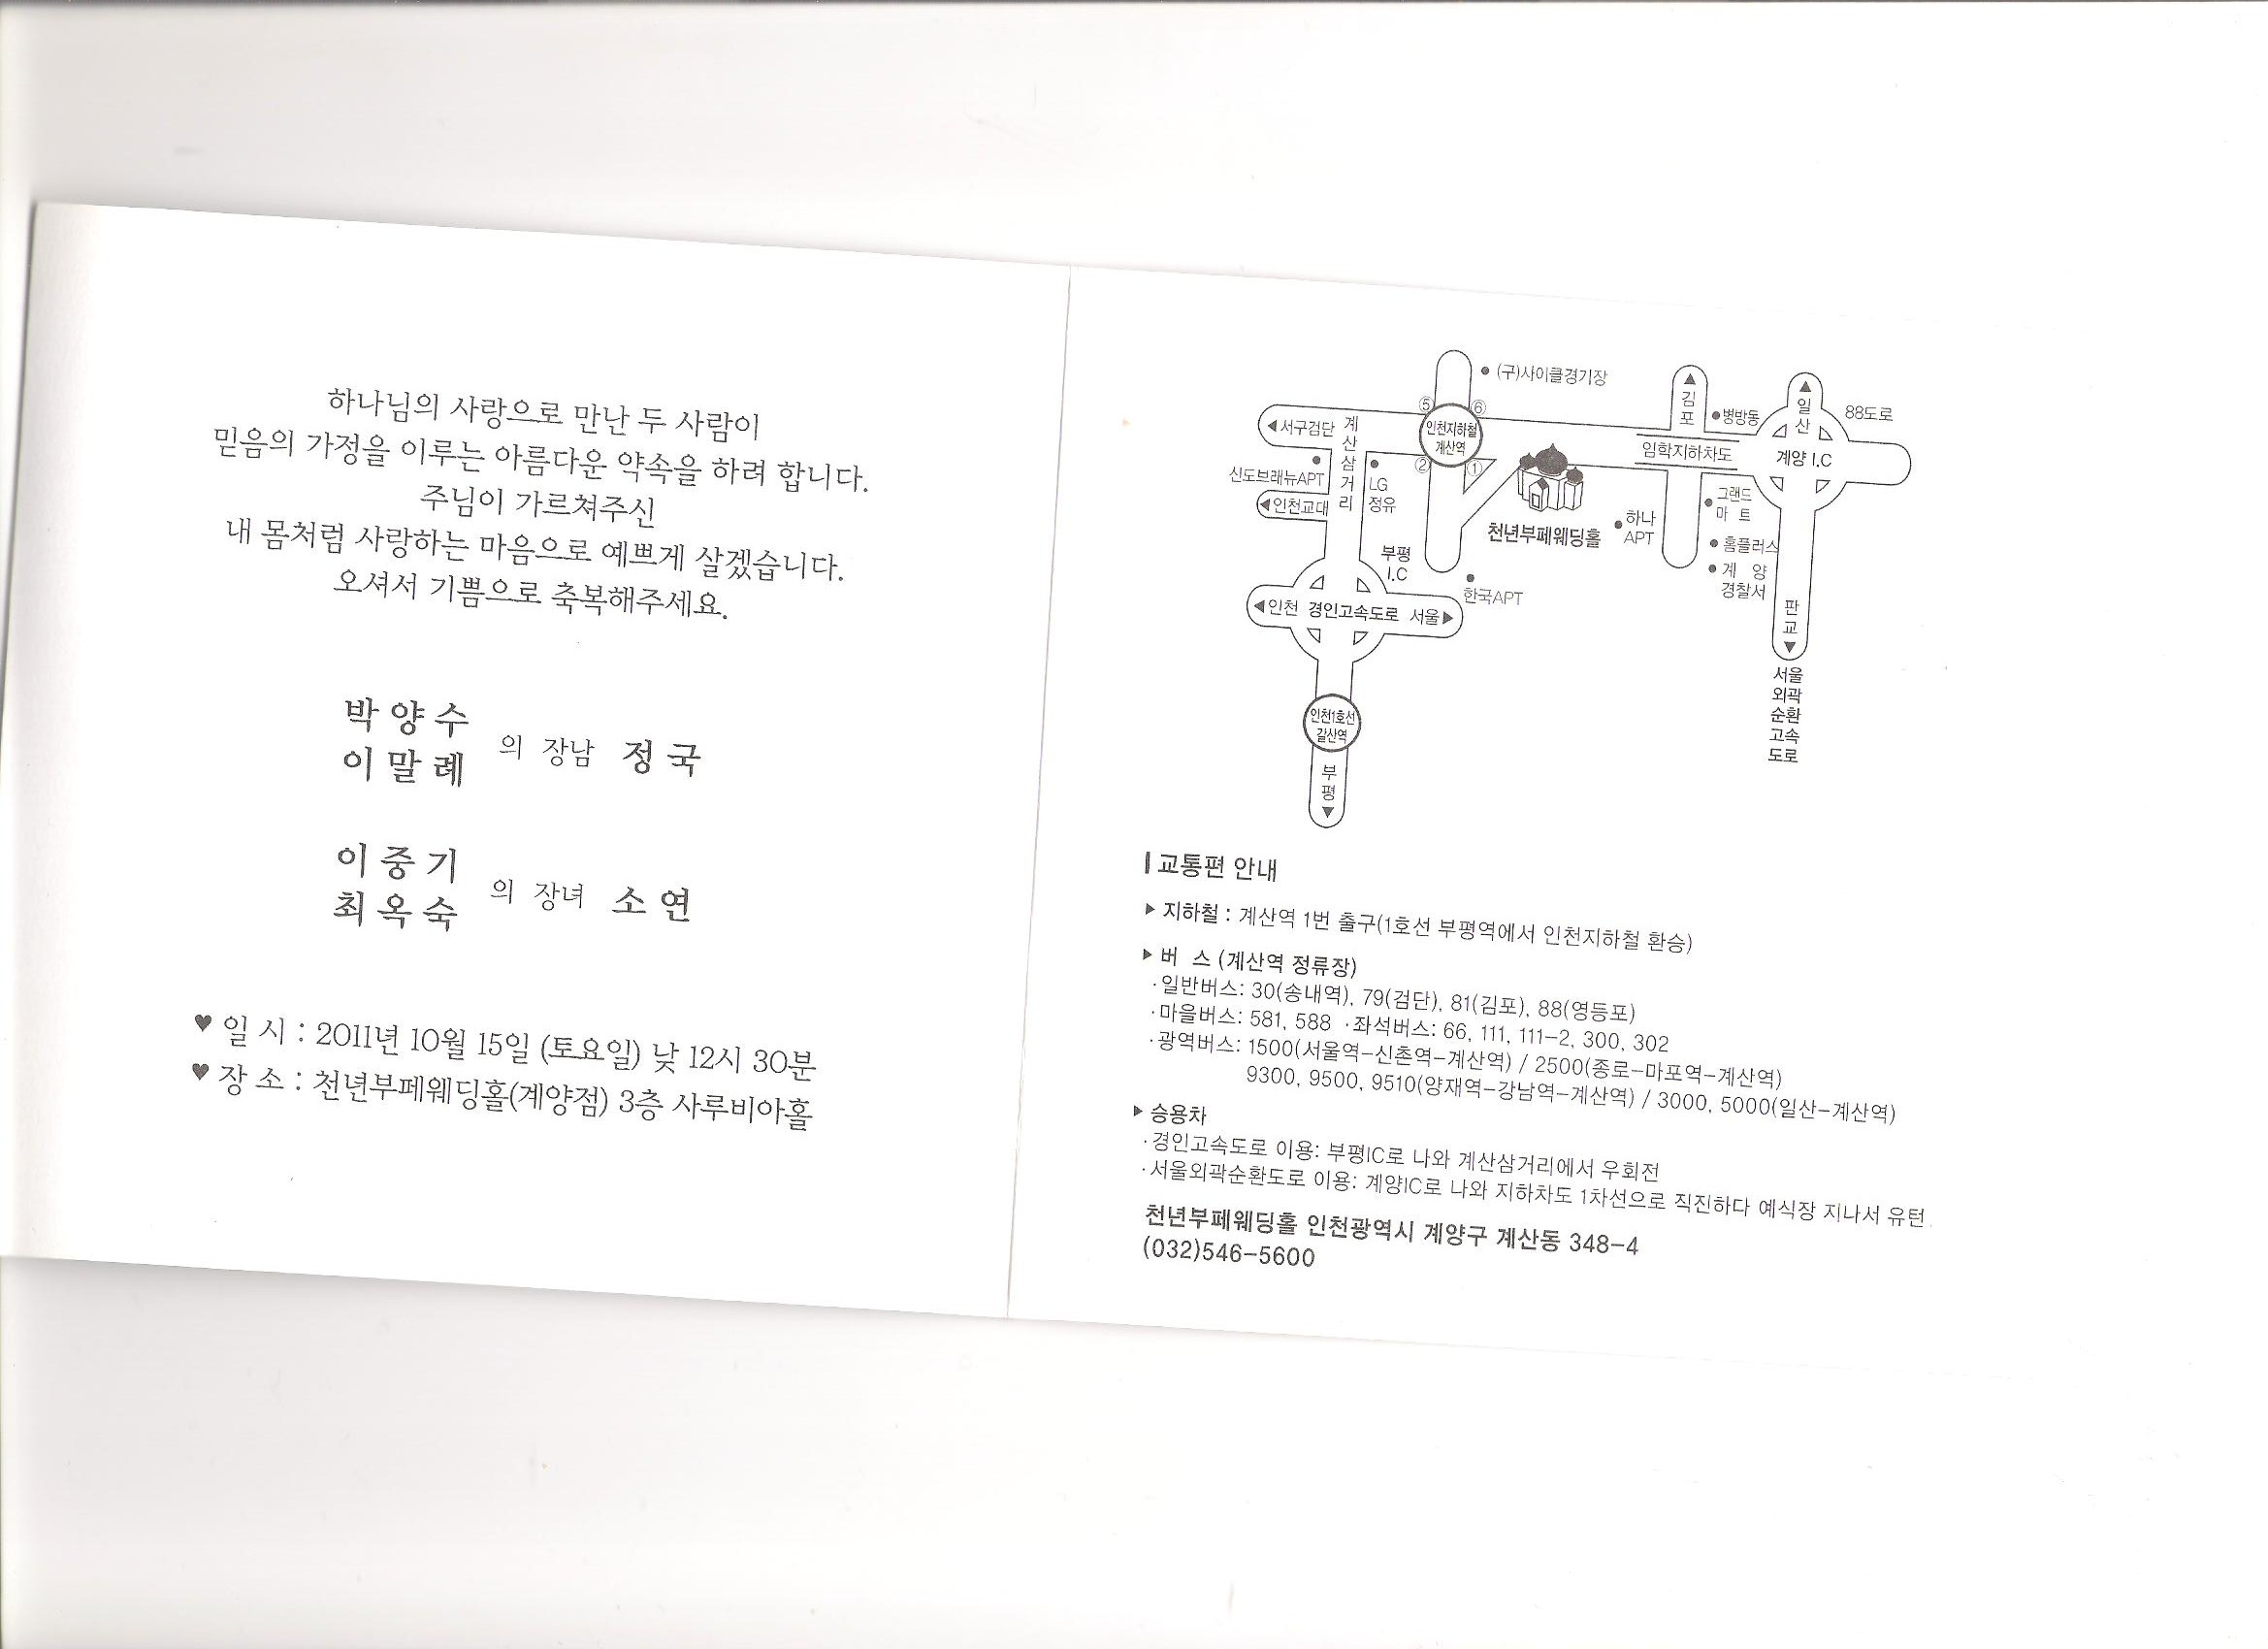 하나님의 사랑으로 만난 두 사람이
믿음의 가정을 이루는 아름다운 약속을 하려 합니다.
주님이 가르쳐주신
내 몸처럼 사랑하는 마음으로 예쁘게 살겠습니다.
오셔서 기쁨으로 축복해주세요.
박양수
이말례
의 장남 정국
이중기
최옥숙
의 장녀 소연
♥ 일 시 : 2011년 10월 15일 (토요일) 낮 12시 30분
♥ 장 소 : 천년부페웨딩홀(계양점) 3층 사루비아홀
(구)사이클경기장
⑤ ⑥
인천지하철
계산역
② ①
◀서구검단
계산삼거리
신도브래뉴APT
◀인천교대
LG
정유
부평
I.C
한국APT
◀인천 경인고속도로 서울▶
인천1호선
갈산역
부평▼
천년부페웨딩홀
하나
APT
▲김포
병방동
임학지하차도
그랜드
마 트
홈플러스
계 양
경찰서
▲일산
88도로
계양 I.C
판교▼
서울
외곽
순환
고속
도로
교통편 안내
▶ 지하철 : 계산역 1번 출구(1호선 부평역에서 인천지하철 환승)
▶ 버 스 (계산역 정류장)
·일반버스: 30(송내역), 79(검단), 81(김포), 88(영등포)
·마을버스: 581, 588 ·좌석버스: 66, 111, 111-2, 300, 302
·광역버스: 1500(서울역-신촌역-계산역) / 2500(종로-마포역-계산역)
9300, 9500, 9510(양재역-강남역-계산역) / 3000, 5000(일산-계산역)
▶ 승용차
·경인고속도로 이용: 부평IC로 나와 계산삼거리에서 우회전
·서울외곽순환도로 이용: 계양IC로 나와 지하차도 1차선으로 직진하다 예식장 지나서 유턴
천년부페웨딩홀 인천광역시 계양구 계산동 348-4
(032)546-5600